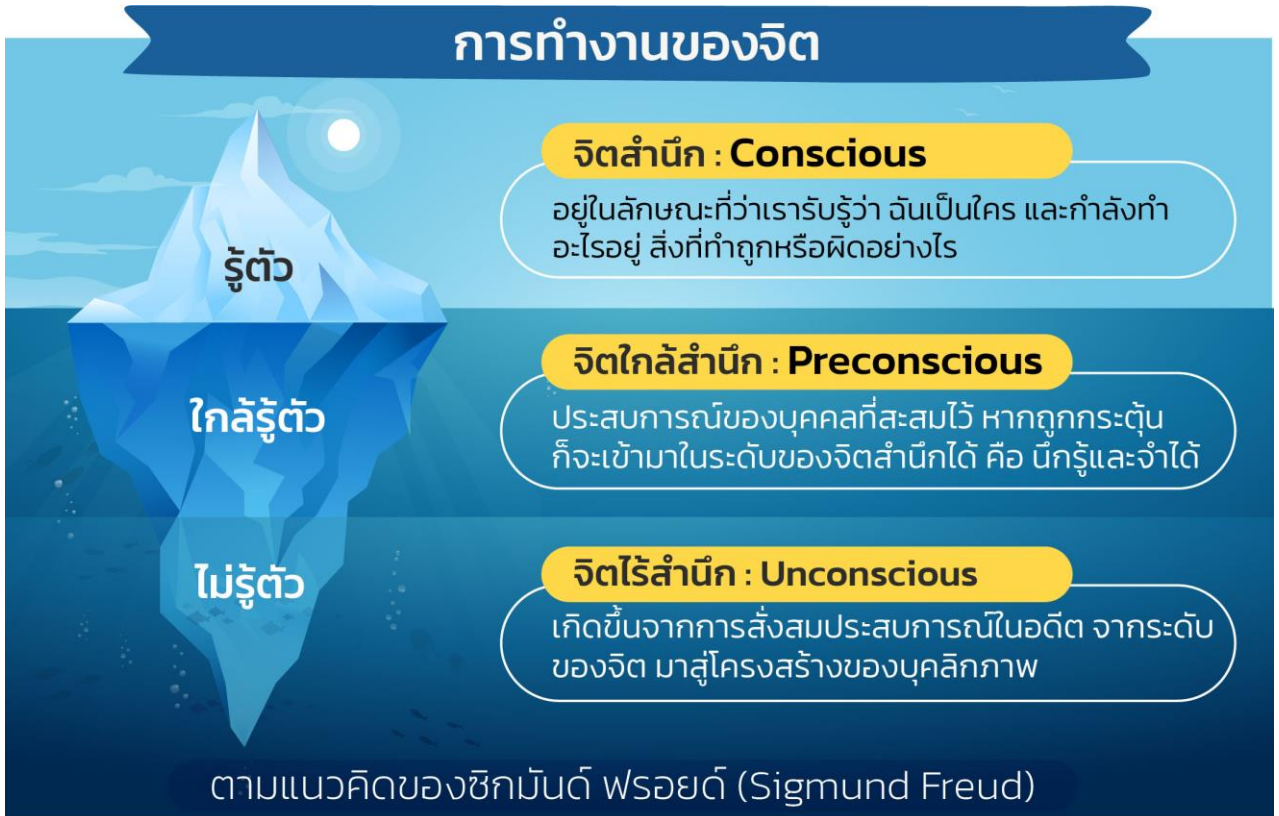 การทำงานของจิต
รู้ตัว
จิตสำนึก : Conscious
อยู่ในลักษณะที่ว่าเรารับรู้ว่า ฉันเป็นใคร และกำลังทำ
อะไรอยู่ สิ่งที่ทำถูกหรือผิดอย่างไร
ใกล้รู้ตัว
จิตใกล้สำนึก : Preconscious
ประสบการณ์ของบุคคลที่สะสมไว้ หากถูกกระตุ้น
ก็จะเข้ามาในระดับของจิตสำนึกได้ คือ นึกรู้และจำได้
ไม่รู้ตัว
จิตไร้สำนึก : Unconscious
เกิดขึ้นจากการสั่งสมประสบการณ์ในอดีต จากระดับ
ของจิต มาสู่โครงสร้างของบุคลิกภาพ
ตามแนวคิดของซิกมันด์ ฟรอยด์ (Sigmund Freud)